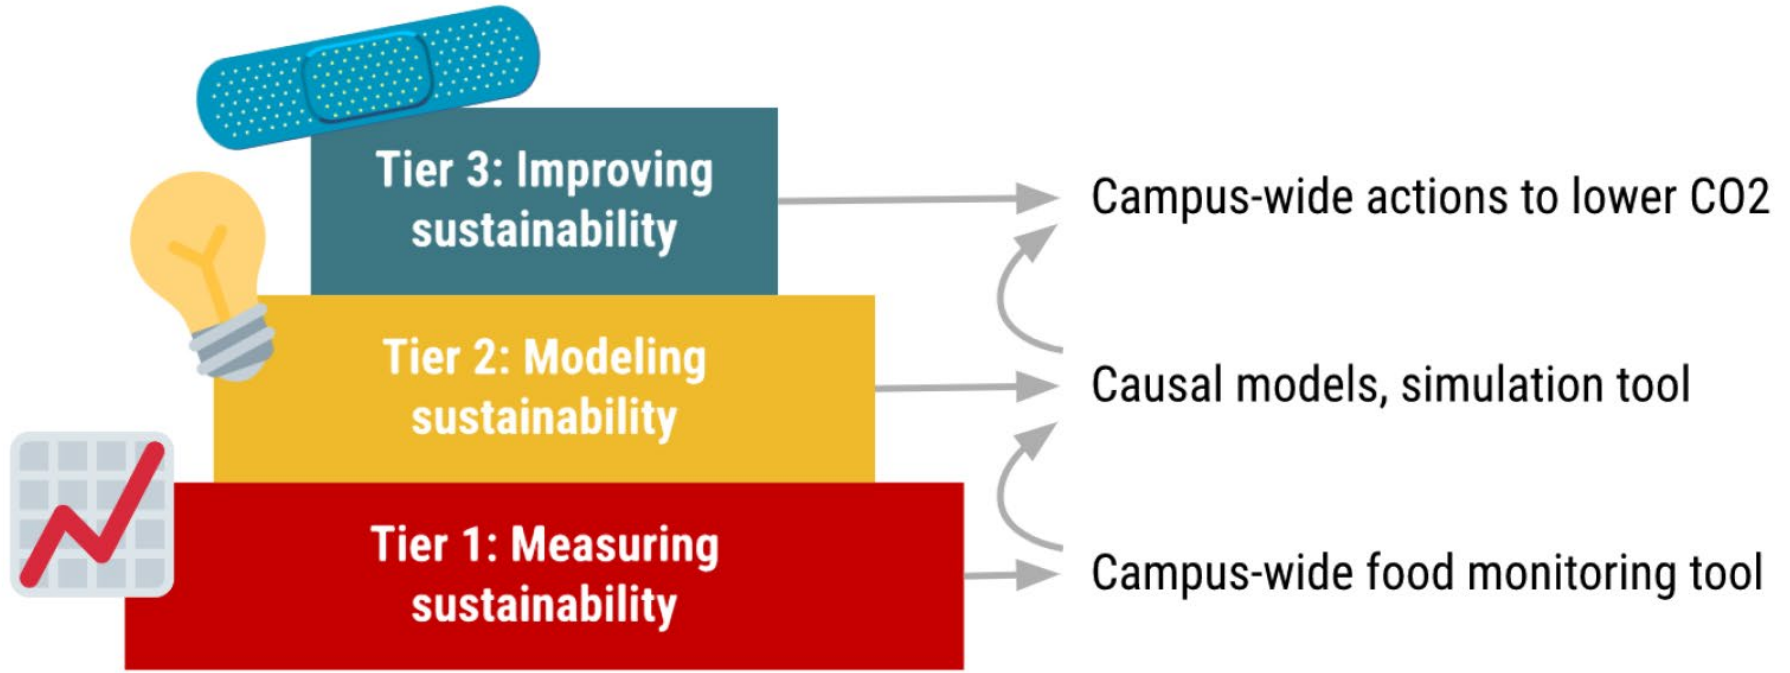 Tier 3: Improving
sustainability
Campus-wide actions to lower CO2
Tier 2: Modeling
sustainability
Causal models, simulation tool
Tier 1: Measuring
sustainability
Campus-wide food monitoring tool